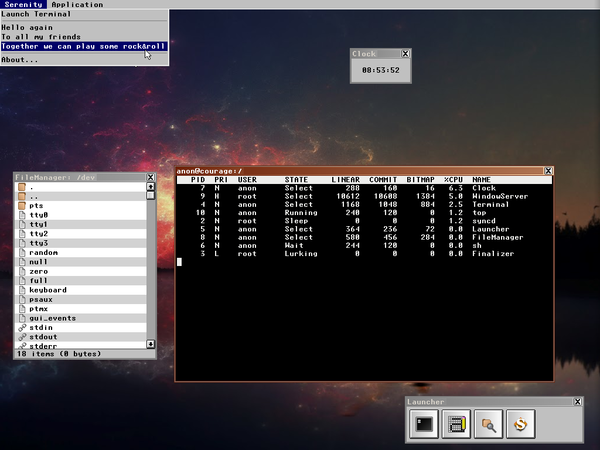 Serenity Application
Launch Terminal
Hello again
To all my friends
Together we can play some rock&roll
About...
Clock
08:53:52
FileManager: /dev
.
..
pts
tty0
tty1
tty2
tty3
random
null
zero
full
keyboard
psaux
ptmx
gui_events
stdin
stdout
stderr
18 items (0 bytes)
anon@courage:/
PID PRI USER STATE LINEAR COMMIT BITMAP %CPU NAME
7 N anon Select 288 160 16 6.3 Clock
9 H root Select 10612 10608 1384 5.0 WindowServer
4 N anon Select 1168 1048 884 2.5 Terminal
10 N anon Running 240 120 0 1.2 top
2 N root Sleep 0 0 0 1.2 syncd
5 N anon Select 364 236 72 0.0 Launcher
8 N anon Select 580 456 284 0.0 FileManager
6 N anon Wait 244 120 0 0.0 sh
3 L root Lurking 0 0 0 0.0 Finalizer
Launcher